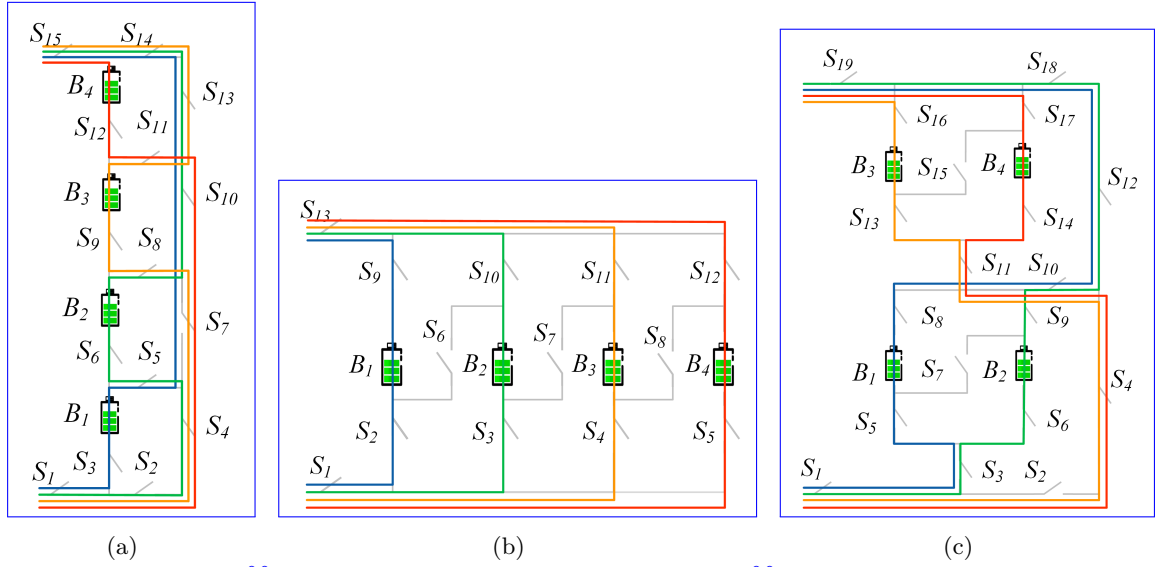 S15 S14
B4 S13
S12 S11
B3 S10
S9 S8
B2 S7
S6 S5
B1 S4
S1 S3 S2
(a)
S13
S9 S10 S11 S12
S6 S7 S8
B1 B2 B3 B4
S2 S3 S4 S5
S1
(b)
S19 S18
S16 S17
B3 S15 B4 S12
S13 S14
S11 S10
S8 S9
B1 S7 B2 S4
S5 S6
S1 S3 S2
(c)